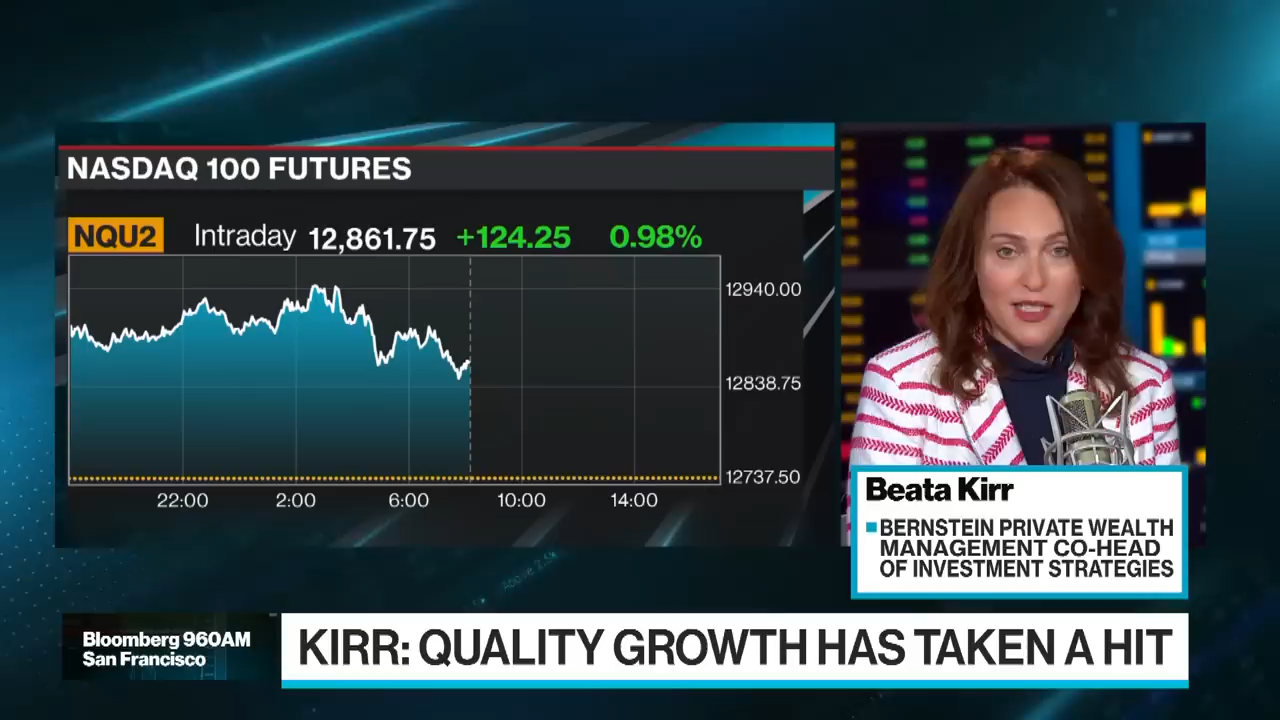 NASDAQ 100 FUTURES
NQU2 Intraday 12,861.75 +124.25 0.98%
12940.00
12838.75
12737.50
22:00 2:00 6:00 10:00 14:00
Beata Kirr
BERNSTEIN PRIVATE WEALTH
MANAGEMENT CO-HEAD
OF INVESTMENT STRATEGIES
Bloomberg 960AM
San Francisco
KIRR: QUALITY GROWTH HAS TAKEN A HIT